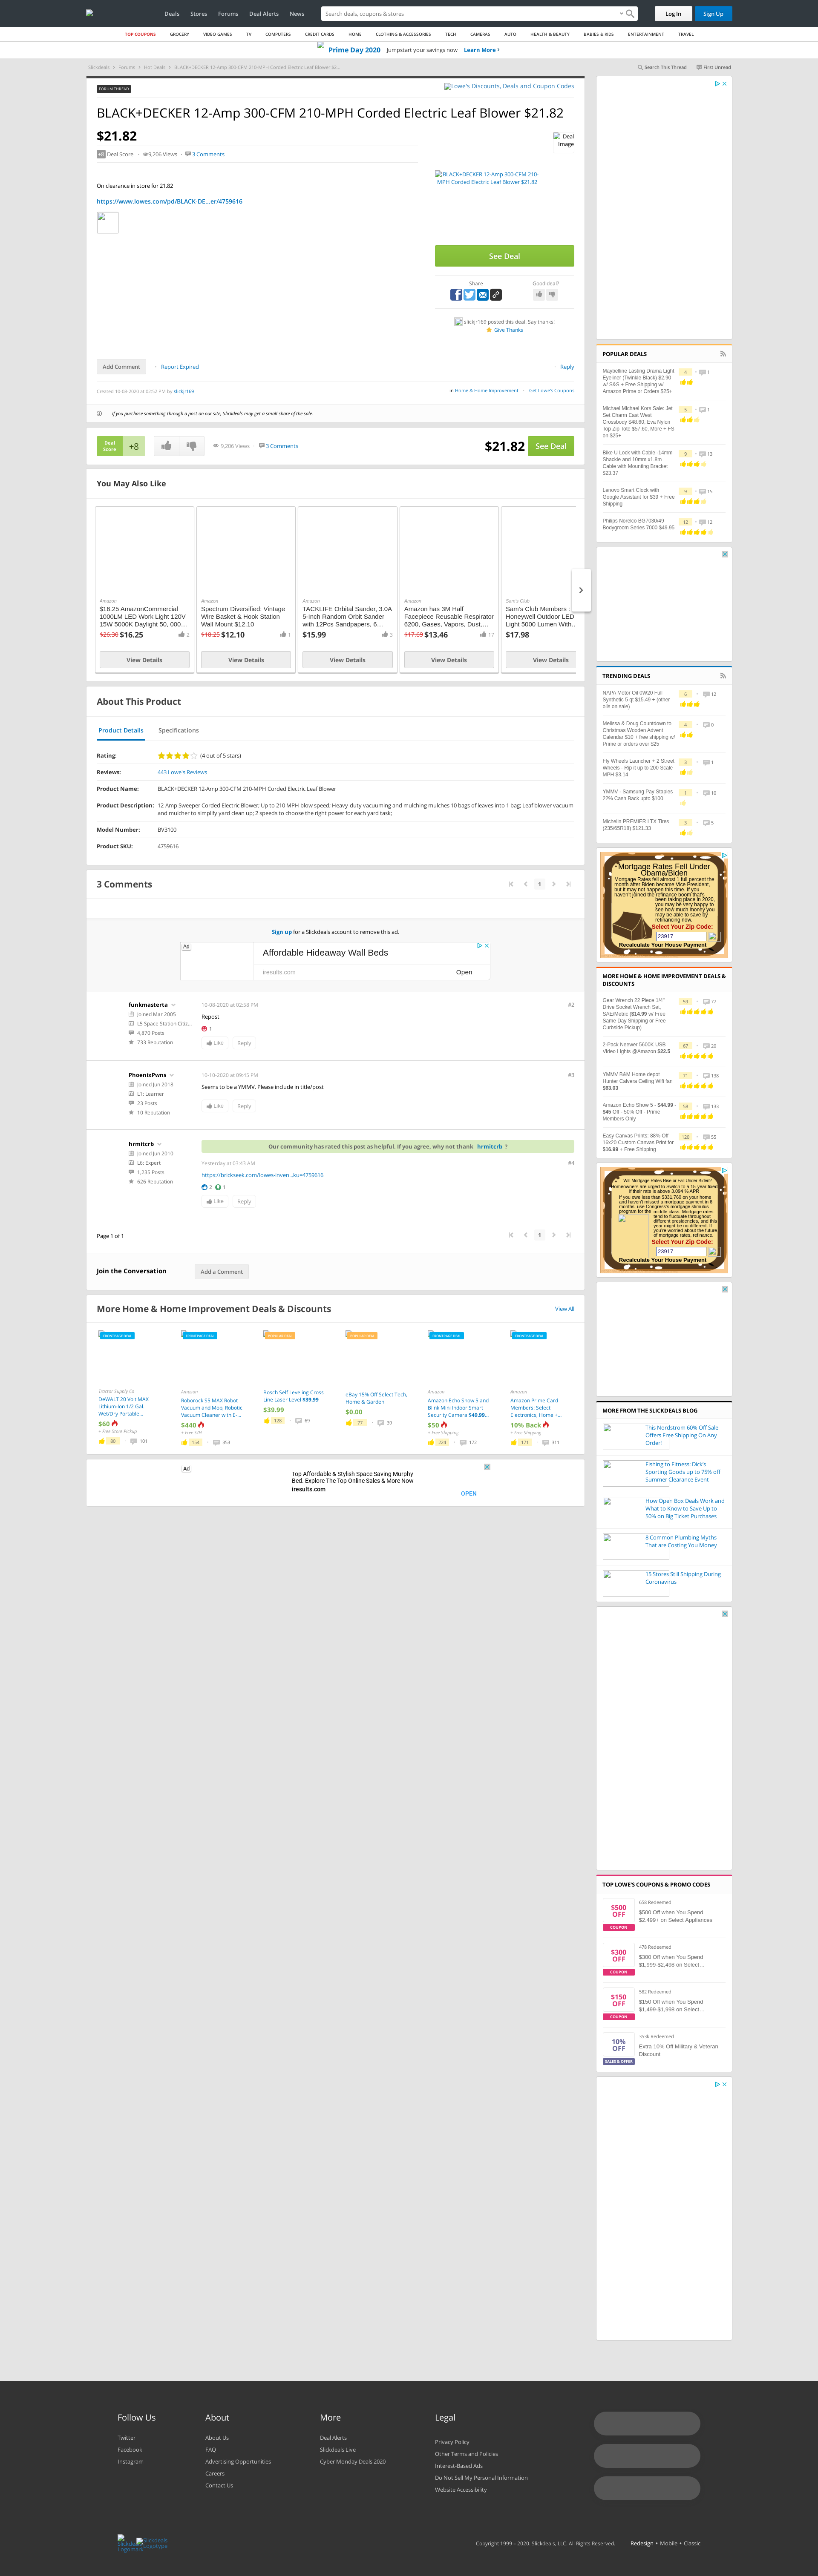 Deals Stores Forums Deal Alerts News
Search deals, coupons & stores
Log In Sign Up
TOP COUPONS GROCERY VIDEO GAMES TV COMPUTERS CREDIT CARDS HOME CLOTHING & ACCESSORIES TECH CAMERAS AUTO HEALTH & BEAUTY BABIES & KIDS ENTERTAINMENT TRAVEL
Prime Day 2020 Jumpstart your savings now Learn More
Slickdeals Forums Hot Deals BLACK+DECKER 12-Amp 300-CFM 210-MPH Corded Electric Leaf Blower $2...
Search This Thread First Unread
FORUM THREAD
Lowe's Discounts, Deals and Coupon Codes
BLACK+DECKER 12-Amp 300-CFM 210-MPH Corded Electric Leaf Blower $21.82
$21.82
Deal Image
+8 Deal Score 9,206 Views 3 Comments
BLACK+DECKER 12-Amp 300-CFM 210-MPH Corded Electric Leaf Blower $21.82
On clearance in store for 21.82
https://www.lowes.com/pd/BLACK-DE...er/4759616
See Deal
Share Good deal?
slickjr169 posted this deal. Say thanks!
Give Thanks
Add Comment Report Expired Reply
Created 10-08-2020 at 02:52 PM by slickjr169
in Home & Home Improvement Get Lowe's Coupons
If you purchase something through a post on our site, Slickdeals may get a small share of the sale.
Deal Score +8 9,206 Views 3 Comments $21.82 See Deal
You May Also Like
Amazon
$16.25 AmazonCommercial
1000LM LED Work Light 120V
15W 5000K Daylight 50, 000...
$26.30 $16.25 2
View Details
Amazon
Spectrum Diversified: Vintage
Wire Basket & Hook Station
Wall Mount $12.10
$18.25 $12.10 1
View Details
Amazon
TACKLIFE Orbital Sander, 3.0A
5-Inch Random Orbit Sander
with 12Pcs Sandpapers, 6...
$15.99 3
View Details
Amazon
Amazon has 3M Half
Facepiece Reusable Respirator
6200, Gases, Vapors, Dust,...
$17.69 $13.46 17
View Details
Sam's Club
Sam's Club Members :
Honeywell Outdoor LED
Light 5000 Lumen With..
$17.98
View Details
About This Product
Product Details Specifications
Rating: (4 out of 5 stars)
Reviews: 443 Lowe's Reviews
Product Name: BLACK+DECKER 12-Amp 300-CFM 210-MPH Corded Electric Leaf Blower
Product Description: 12-Amp Sweeper Corded Electric Blower; Up to 210 MPH blow speed; Heavy-duty vacuuming and mulching mulches 10 bags of leaves into 1 bag; Leaf blower vacuum
and mulcher to simplify yard clean up; 2 speeds to choose the right power for each yard task;
Model Number: BV3100
Product SKU: 4759616
3 Comments
1
Sign up for a Slickdeals account to remove this ad.
Ad
Affordable Hideaway Wall Beds
iresults.com Open
funkmasterta
Joined Mar 2005
L5 Space Station Citiz...
4,870 Posts
733 Reputation
10-08-2020 at 02:58 PM #2
Repost
1
Like Reply
PhoenixPwns
Joined Jun 2018
L1: Learner
23 Posts
10 Reputation
10-10-2020 at 09:45 PM #3
Seems to be a YMMV. Please include in title/post
Like Reply
hrmitcrb
Joined Jun 2010
L6: Expert
1,235 Posts
626 Reputation
Our community has rated this post as helpful. If you agree, why not thank hrmitcrb ?
Yesterday at 03:43 AM #4
https://brickseek.com/lowes-inven...ku=4759616
2 1
Like Reply
Page 1 of 1
1
Join the Conversation
Add a Comment
More Home & Home Improvement Deals & Discounts View All
FRONTPAGE DEAL
Tractor Supply Co
DeWALT 20 Volt MAX
Lithium-Ion 1/2 Gal.
Wet/Dry Portable...
$60
+ Free Store Pickup
80 101
FRONTPAGE DEAL
Amazon
Roborock S5 MAX Robot
Vacuum and Mop, Robotic
Vacuum Cleaner with E-...
$440
+ Free S/H
154 353
POPULAR DEAL
Bosch Self Leveling Cross
Line Laser Level $39.99
$39.99
128 69
POPULAR DEAL
eBay 15% Off Select Tech,
Home & Garden
$0.00
77 39
FRONTPAGE DEAL
Amazon
Amazon Echo Show 5 and
Blink Mini Indoor Smart
Security Camera $49.99...
$50
+ Free Shipping
224 172
FRONTPAGE DEAL
Amazon
Amazon Prime Card
Members: Select
Electronics, Home +...
10% Back
+ Free Shipping
171 311
Ad
Top Affordable & Stylish Space Saving Murphy
Bed. Explore The Top Online Sales & More Now
iresults.com
OPEN
POPULAR DEALS
Maybelline Lasting Drama Light
Eyeliner (Twinkle Black) $2.90
w/ S&S + Free Shipping w/
Amazon Prime or Orders $25+
4 1
Michael Michael Kors Sale: Jet
Set Charm East West
Crossbody $48.60, Eva Nylon
Top Zip Tote $57.60, More + FS
on $25+
5 1
Bike U Lock with Cable -14mm
Shackle and 10mm x1.8m
Cable with Mounting Bracket
$23.37
9 13
Lenovo Smart Clock with
Google Assistant for $39 + Free
Shipping
9 15
Philips Norelco BG7030/49
Bodygroom Series 7000 $49.95
12 12
TRENDING DEALS
NAPA Motor Oil 0W20 Full
Synthetic 5 qt $15.49 + (other
oils on sale)
6 12
Melissa & Doug Countdown to
Christmas Wooden Advent
Calendar $10 + free shipping w/
Prime or orders over $25
4 0
Fly Wheels Launcher + 2 Street
Wheels - Rip it up to 200 Scale
MPH $3.14
3 1
YMMV - Samsung Pay Staples
22% Cash Back upto $100
1 10
Michelin PREMIER LTX Tires
(235/65R18) $121.33
3 5
Mortgage Rates Fell Under
Obama/Biden
Mortgage Rates fell almost 1 full percent the
month after Biden became Vice President,
but it may not happen this time. If you
haven't joined the refinance boom that's
been taking place in 2020,
you may be very surprised
to see how much money you
may be able to save by
refinancing now.
Select Your Zip Code:
23917
Recalculate Your House Payment
MORE HOME & HOME IMPROVEMENT DEALS &
DISCOUNTS
Gear Wrench 22 Piece 1/4"
Drive Socket Wrench Set,
SAE/Metric ($14.99 w/ Free
Same Day Shipping or Free
Curbside Pickup)
59 77
2-Pack Neewer 5600K USB
Video Lights @Amazon $22.5
67 20
YMMV B&M Home depot
Hunter Calvera Ceiling Wifi fan
$63.03
71 138
Amazon Echo Show 5 - $44.99 -
$45 Off - 50% Off - Prime
Members Only
58 133
Easy Canvas Prints: 88% Off
16x20 Custom Canvas Print for
$16.99 + Free Shipping
120 55
Will Mortgage Rates Rise or Fall Under Biden?
Homeowners are urged to Switch to a 15-year fixed
if their rate is above 3.094 % APR
If you owe less than $331,760 on your home
and haven't missed a mortgage payment in 6
months, use Congress's mortgage stimulus
program for the middle class. Mortgage rates
tend to fluctuate throughout
different presidencies, and this
year might be no different. If
you're worried about the future
of mortgage rates, refinance.
Select Your Zip Code:
23917
Recalculate Your House Payment
MORE FROM THE SLICKDEALS BLOG
This Nordstrom 60% Off Sale
Offers Free Shipping On Any
Order!
Fishing to Fitness: Dick's
Sporting Goods up to 75% off
Summer Clearance Event
How Open Box Deals Work and
What to Know to Save Up to
50% on Big Ticket Purchases
8 Common Plumbing Myths
That are Costing You Money
15 Stores Still Shipping During
Coronavirus
TOP LOWE'S COUPONS & PROMO CODES
$500 OFF COUPON
658 Redeemed
$500 Off when You Spend
$2,499+ on Select Appliances
$300 OFF COUPON
478 Redeemed
$300 Off when You Spend
$1,999-$2,498 on Select...
$150 OFF COUPON
582 Redeemed
$150 Off when You Spend
$1,499-$1,998 on Select...
10% OFF SALES & OFFER
353k Redeemed
Extra 10% Off Military & Veteran
Discount
Follow Us
Twitter
Facebook
Instagram
About
About Us
FAQ
Advertising Opportunities
Careers
Contact Us
More
Deal Alerts
Slickdeals Live
Cyber Monday Deals 2020
Legal
Privacy Policy
Other Terms and Policies
Interest-Based Ads
Do Not Sell My Personal Information
Website Accessibility
Slickdeals Logomark Slickdeals Logotype
Copyright 1999 - 2020. Slickdeals, LLC. All Rights Reserved. Redesign • Mobile • Classic